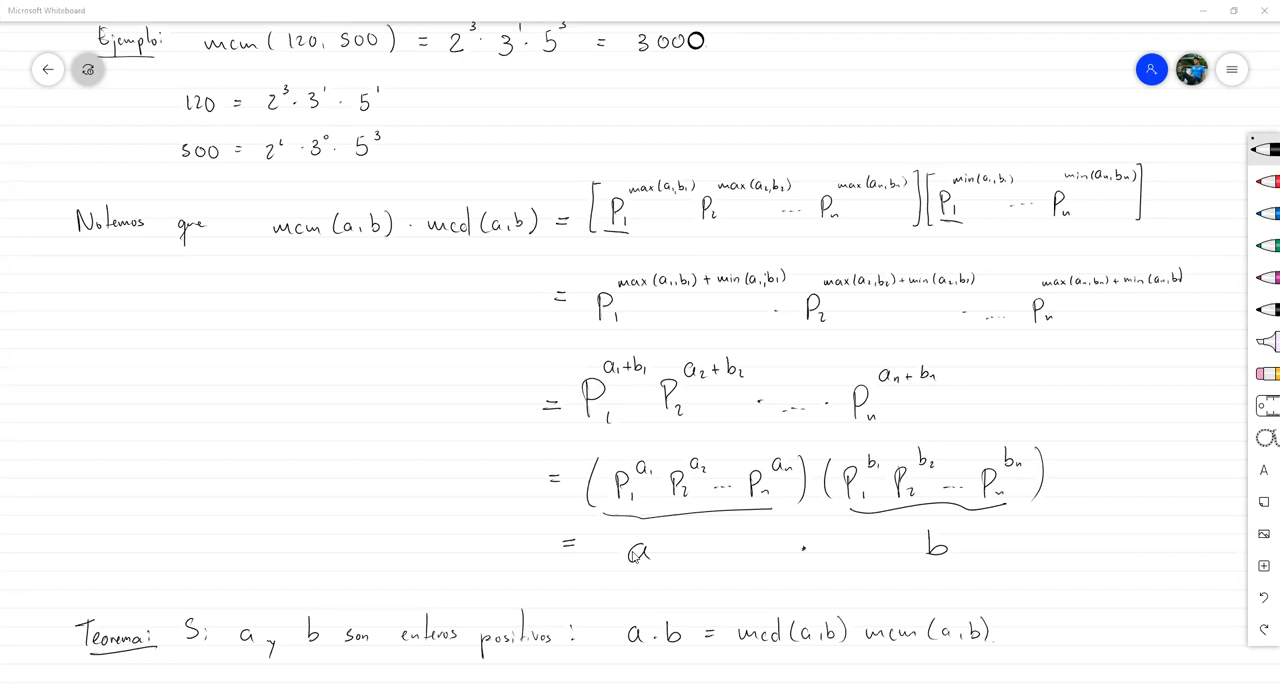 Microsoft Whiteboard
Ejemplo: mcm(120, 500) = 2³ · 3¹ · 5³ = 3000
120 = 2³ · 3¹ · 5¹
500 = 2² · 3⁰ · 5³
Notemos que mcm(a,b) · mcd(a,b) = [P₁^max(a₁,b₁) P₂^max(a₂,b₂) ... Pₙ^max(aₙ,bₙ)][P₁^min(a₁,b₁) ... Pₙ^min(aₙ,bₙ)]
= P₁^max(a₁,b₁)+min(a₁,b₁) · P₂^max(a₂,b₂)+min(a₂,b₂) · ... Pₙ^max(aₙ,bₙ)+min(aₙ,bₙ
= P₁^a₁+b₁ P₂^a₂+b₂ · ... · Pₙ^aₙ+bₙ
= (P₁^a₁ P₂^a₂ ... Pₙ^aₙ)(P₁^b₁ P₂^b₂ ... Pₙ^bₙ)
= a · b
Teorema: Si a y b son enteros positivos: a · b = mcd(a,b) mcm(a,b).
A